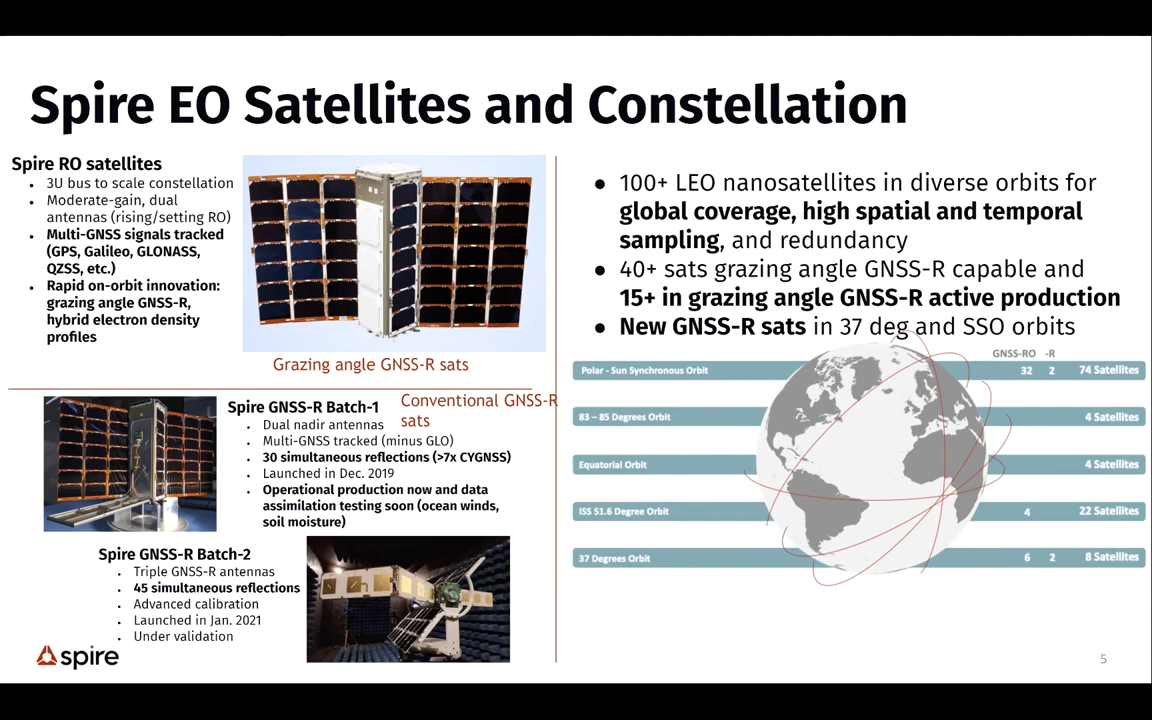 Spire EO Satellites and Constellation
Spire RO satellites
• 3U bus to scale constellation
• Moderate-gain, dual
antennas (rising/setting RO)
• Multi-GNSS signals tracked
(GPS, Galileo, GLONASS,
QZSS, etc.)
• Rapid on-orbit innovation:
grazing angle GNSS-R,
hybrid electron density
profiles
Grazing angle GNSS-R sats
Spire GNSS-R Batch-1
Conventional GNSS-R
sats
• Dual nadir antennas
• Multi-GNSS tracked (minus GLO)
• 30 simultaneous reflections (>7x CYGNSS)
• Launched in Dec. 2019
• Operational production now and data
assimilation testing soon (ocean winds,
soil moisture)
Spire GNSS-R Batch-2
• Triple GNSS-R antennas
• 45 simultaneous reflections
• Advanced calibration
• Launched in Jan. 2021
• Under validation
spire
● 100+ LEO nanosatellites in diverse orbits for
global coverage, high spatial and temporal
sampling, and redundancy
● 40+ sats grazing angle GNSS-R capable and
15+ in grazing angle GNSS-R active production
● New GNSS-R sats in 37 deg and SSO orbits
GNSS-RO -R
Polar - Sun Synchronous Orbit 32 2 74 Satellites
83 – 85 Degrees Orbit 4 Satellites
Equatorial Orbit 4 Satellites
ISS 51.6 Degree Orbit 4 22 Satellites
37 Degrees Orbit 6 2 8 Satellites
5